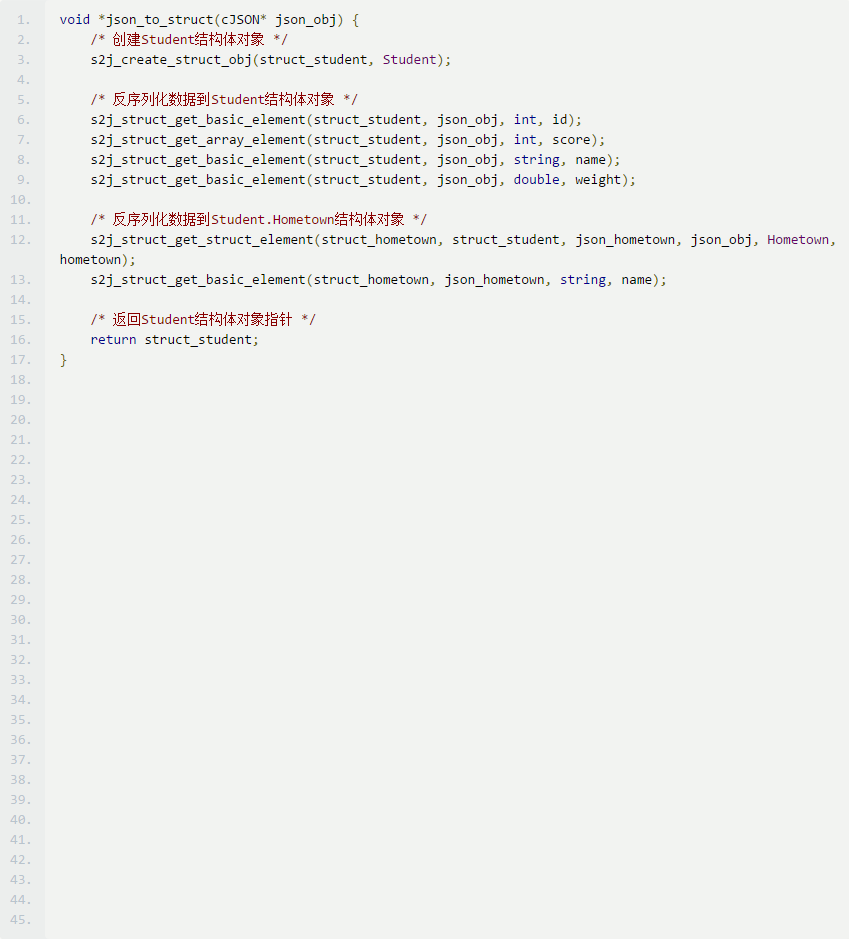 1. void *json_to_struct(cJSON* json_obj) {
2.     /* 创建Student结构体对象 */
3.     s2j_create_struct_obj(struct_student, Student);
4.
5.     /* 反序列化数据到Student结构体对象 */
6.     s2j_struct_get_basic_element(struct_student, json_obj, int, id);
7.     s2j_struct_get_array_element(struct_student, json_obj, int, score);
8.     s2j_struct_get_basic_element(struct_student, json_obj, string, name);
9.     s2j_struct_get_basic_element(struct_student, json_obj, double, weight);
10.
11.     /* 反序列化数据到Student.Hometown结构体对象 */
12.     s2j_struct_get_struct_element(struct_hometown, struct_student, json_hometown, json_obj, Hometown,
hometown);
13.     s2j_struct_get_basic_element(struct_hometown, json_hometown, string, name);
14.
15.     /* 返回Student结构体对象指针 */
16.     return struct_student;
17. }
18.
19.
20.
21.
22.
23.
24.
25.
26.
27.
28.
29.
30.
31.
32.
33.
34.
35.
36.
37.
38.
39.
40.
41.
42.
43.
44.
45.